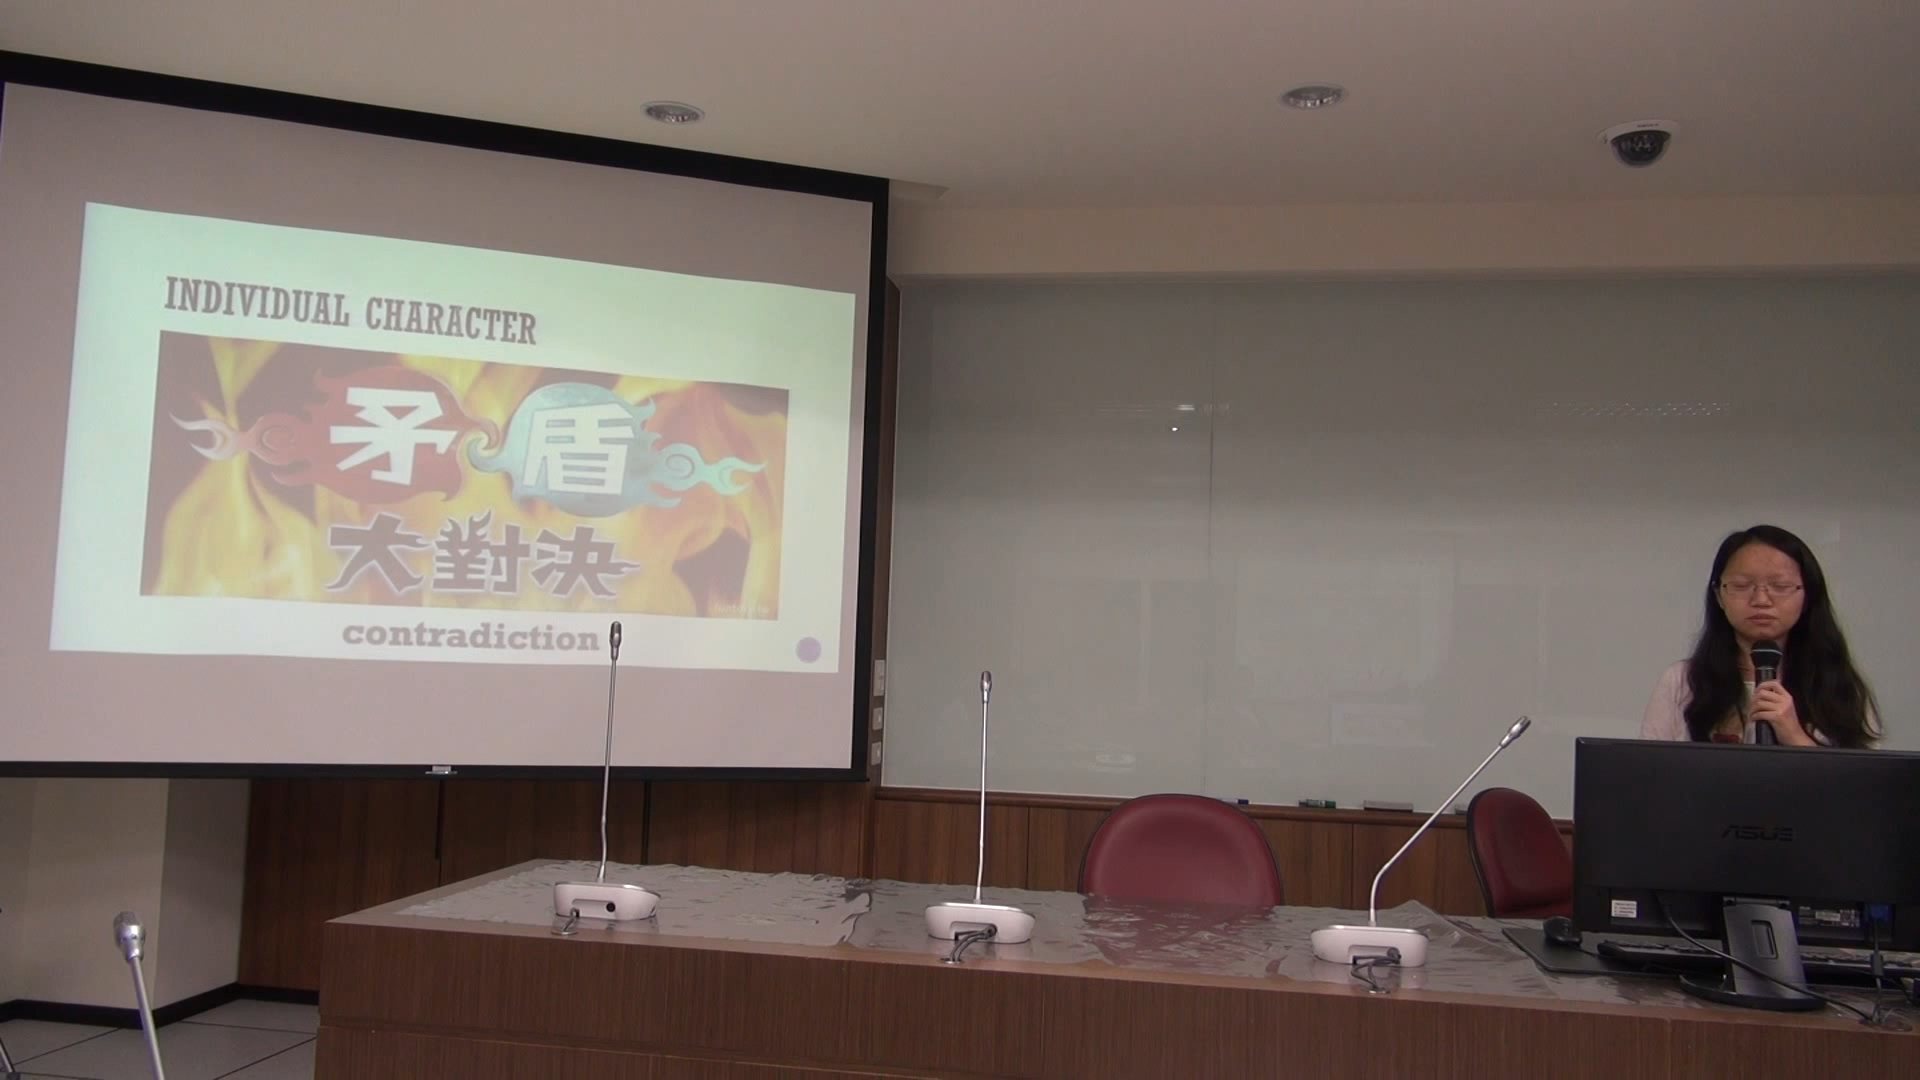 INDIVIDUAL CHARACTER
矛盾
大對決
contradiction
ASUS